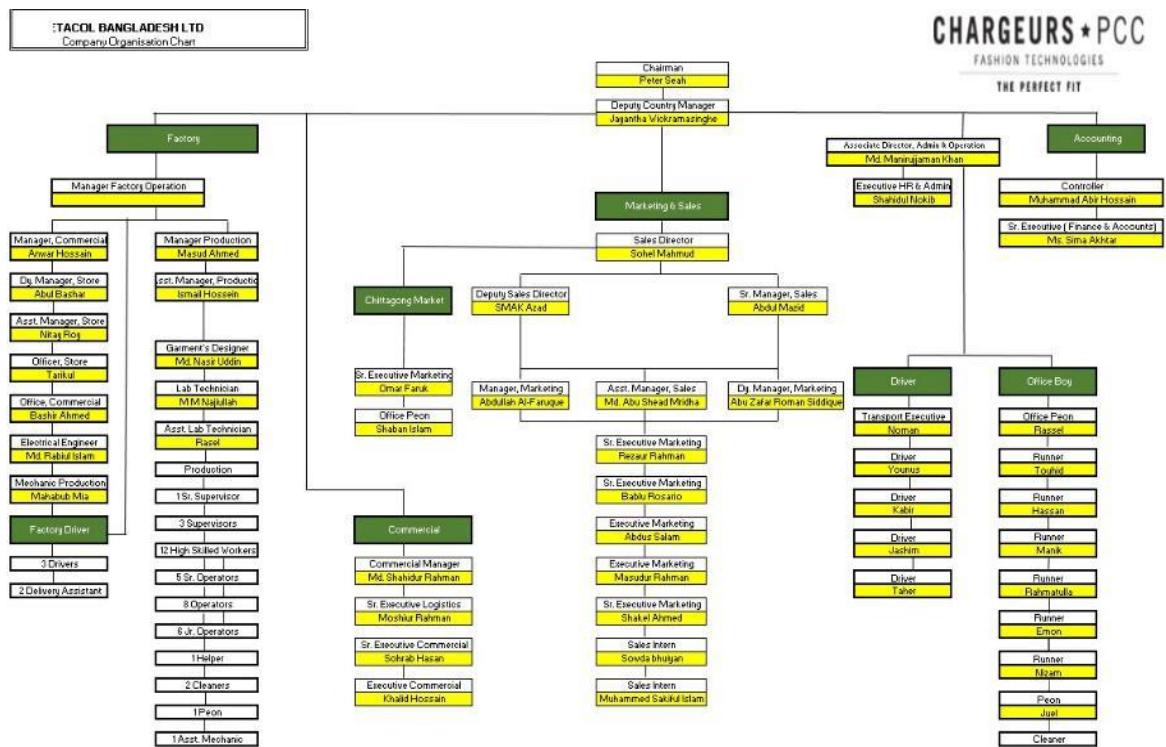 ETACOL BANGLADESH LTD
Company Organisation Chart
CHARGEURS★PCC
FASHION TECHNOLOGIES
THE PERFECT FIT
Chairman
Peter Seah
Deputy Country Manager
Jayantha Wickramasinghe
Factory
Manager Factory Operation
Manager, Commercial
Anwar Hossain
Dy. Manager, Store
Abul Bashar
Asst. Manager, Store
Nitay Roy
Officer, Store
Tarikul
Office, Commercial
Bashir Ahmed
Electrical Engineer
Md. Rabiul Islam
Mechanic Production
Mahabub Mia
Factory Driver
3 Drivers
2 Delivery Assistant
Manager Production
Masud Ahmed
Asst. Manager, Productio
Ismail Hossein
Garment's Designer
Md. Nasir Uddin
Lab Technician
M.M Najiullah
Asst. Lab Technician
Rasel
Production
1 Sr. Supervisor
3 Supervisors
12 High Skilled Workers
5 Sr. Operators
8 Operators
6 Jr. Operators
1 Helper
2 Cleaners
1 Peon
1 Asst. Mechanic
Marketing & Sales
Sales Director
Sohel Mahmud
Chittagong Market
Sr. Executive Marketing
Omar Faruk
Office Peon
Shaban Islam
Commercial
Commercial Manager
Md. Shahidur Rahman
Sr. Executive Logistics
Moshiur Rahman
Sr. Executive Commercial
Sohrab Hasan
Executive Commercial
Khalid Hossain
Deputy Sales Director
SMAK Azad
Sr. Manager, Sales
Abdul Mazid
Manager, Marketing
Abdullah Al-Faruque
Asst. Manager, Sales
Md. Abu Shead Mridha
Dy. Manager, Marketing
Abu Zafar Roman Siddique
Sr. Executive Marketing
Rezaur Rahman
Sr. Executive Marketing
Bablu Rosario
Executive Marketing
Abdus Salam
Executive Marketing
Masudur Rahman
Sr. Executive Marketing
Shakel Ahmed
Sales Intern
Sovda bhuiyan
Sales Intern
Muhammed Sakiful Islam
Associate Director, Admin & Operation
Md. Manirujjaman Khan
Executive HR & Admin
Shahidul Nokib
Accounting
Controller
Muhammad Abir Hossain
Sr. Executive ( Finance & Accounts)
Ms. Sima Akhtar
Driver
Transport Executive
Noman
Driver
Younus
Driver
Kabir
Driver
Jashim
Driver
Taher
Office Boy
Office Peon
Rassel
Runner
Touhid
Runner
Hassan
Runner
Manik
Runner
Rahmatulla
Runner
Emon
Runner
Nizam
Peon
Juel
Cleaner